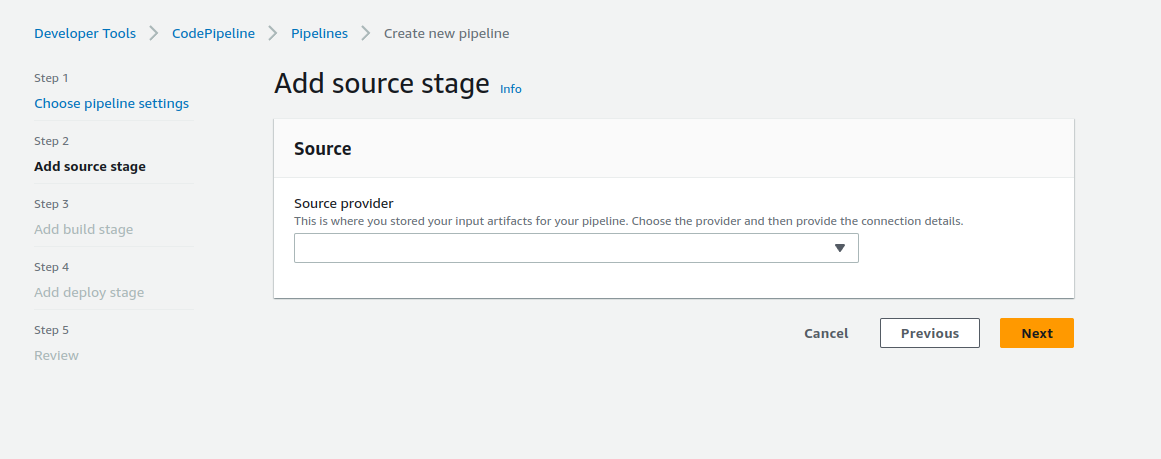 Developer Tools > CodePipeline > Pipelines > Create new pipeline
Step 1
Choose pipeline settings
Step 2
Add source stage
Step 3
Add build stage
Step 4
Add deploy stage
Step 5
Review
Add source stage Info
Source
Source provider
This is where you stored your input artifacts for your pipeline. Choose the provider and then provide the connection details.
Cancel Previous Next